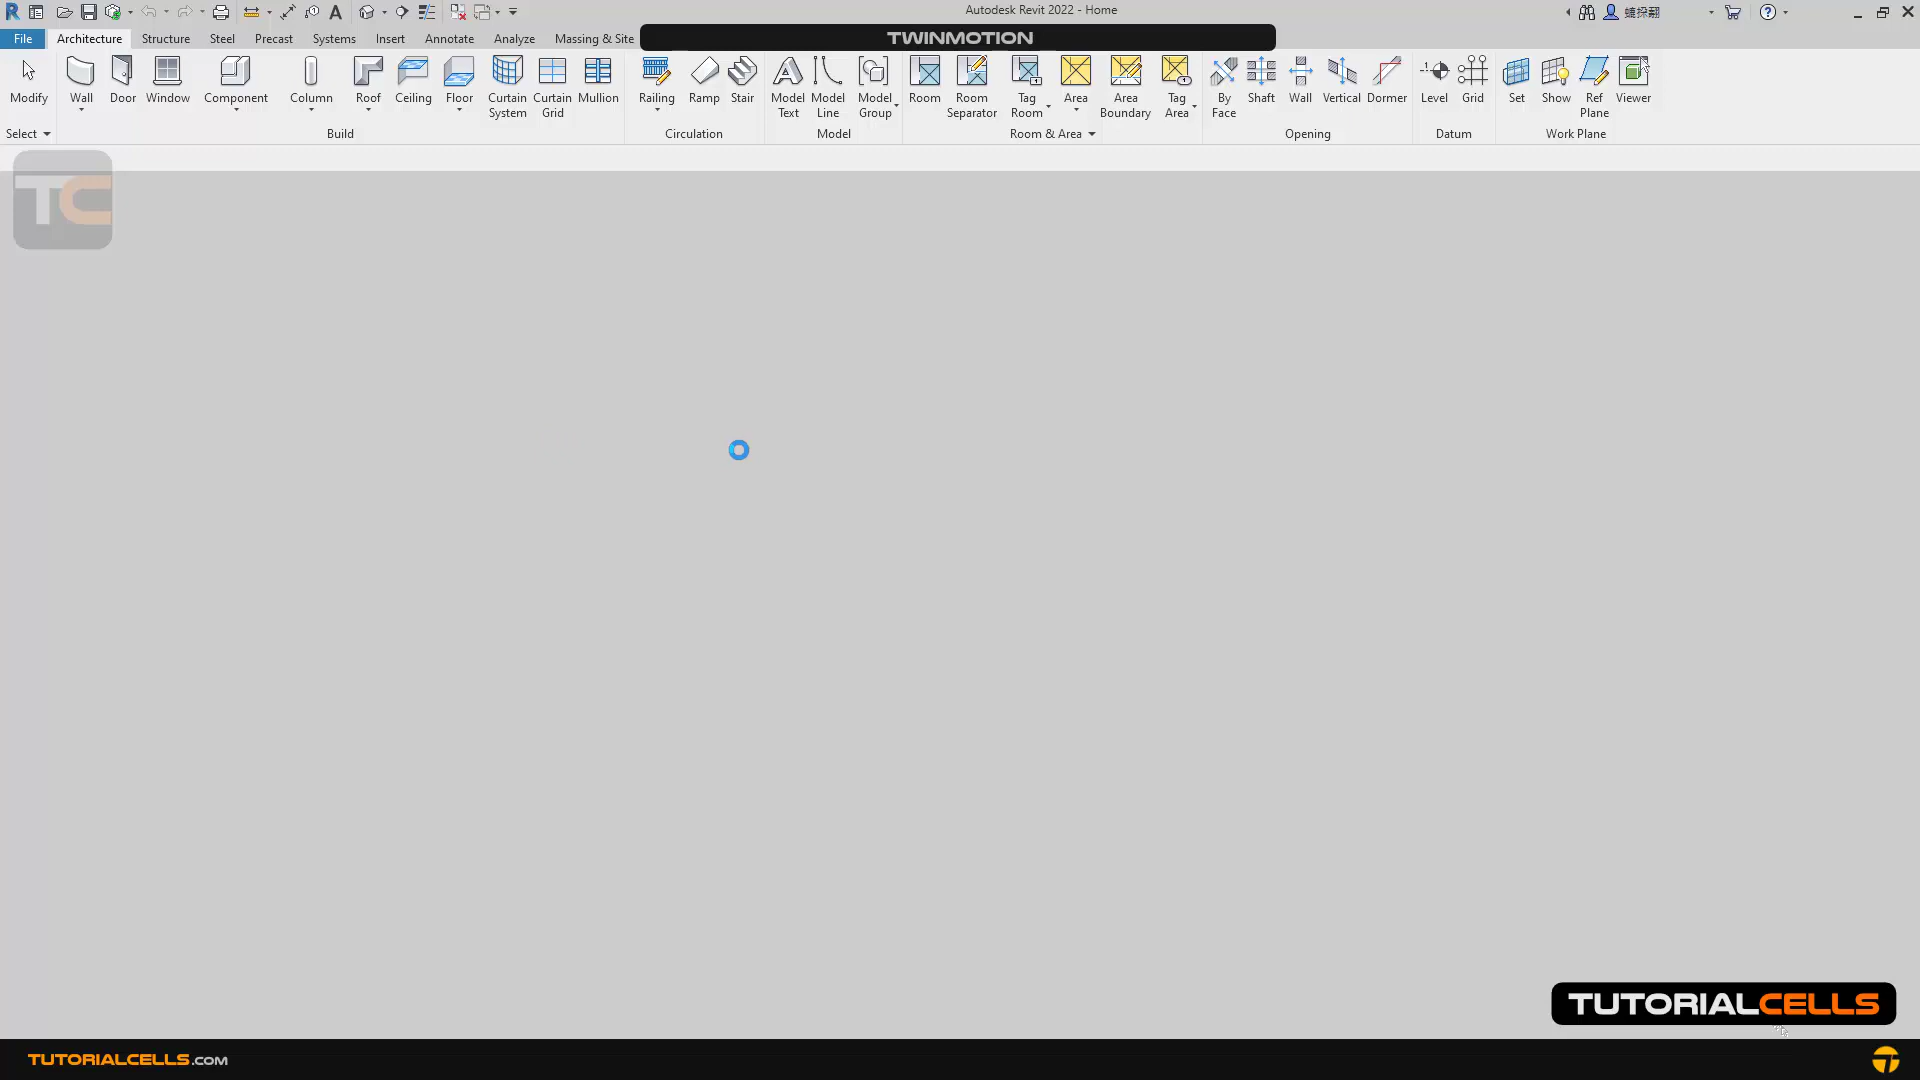 Autodesk Revit 2022 - Home
File Architecture Structure Steel Precast Systems Insert Annotate Analyze Massing & Site
TWINMOTION
Modify
Wall
Door
Window
Component
Column
Roof
Ceiling
Floor
Curtain
System
Curtain
Grid
Mullion
Railing
Ramp
Stair
Model
Text
Model
Line
Model
Group
Room
Room
Separator
Tag
Room
Area
Area
Boundary
Tag
Area
By
Face
Shaft
Wall
Vertical
Dormer
Level
Grid
Set
Show
Ref
Plane
Viewer
Select
Build
Circulation
Model
Room & Area
Opening
Datum
Work Plane
TC
TUTORIALCELLS
TUTORIALCELLS.COM